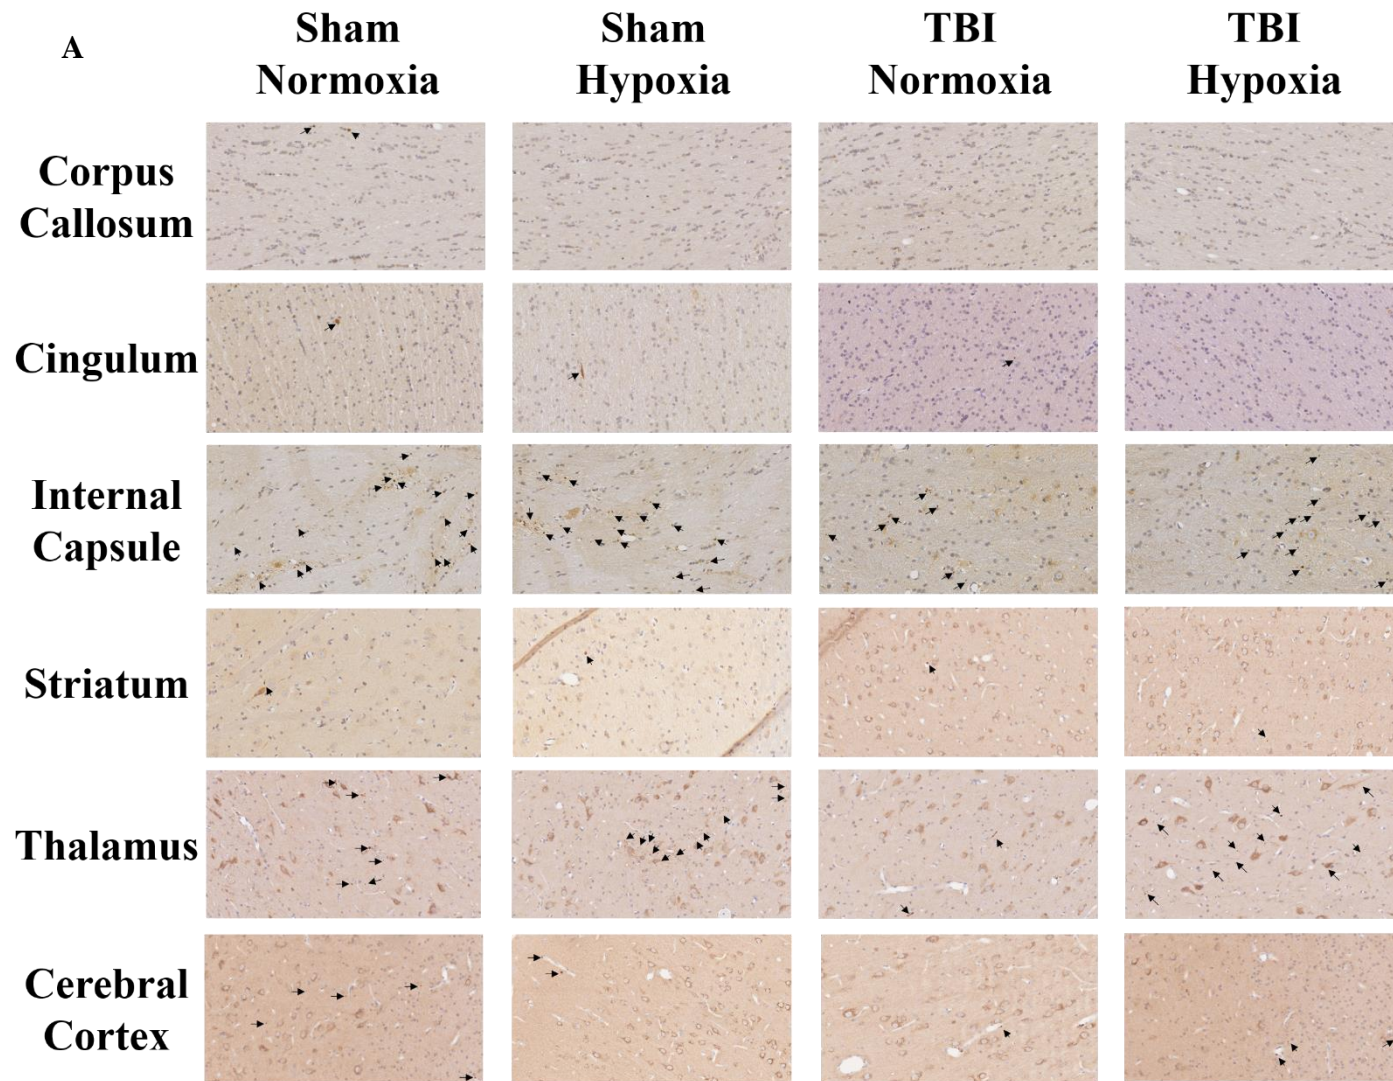 A
Sham
Normoxia
Sham
Hypoxia
TBI
Normoxia
TBI
Hypoxia
Corpus
Callosum
Cingulum
Internal
Capsule
Striatum
Thalamus
Cerebral
Cortex